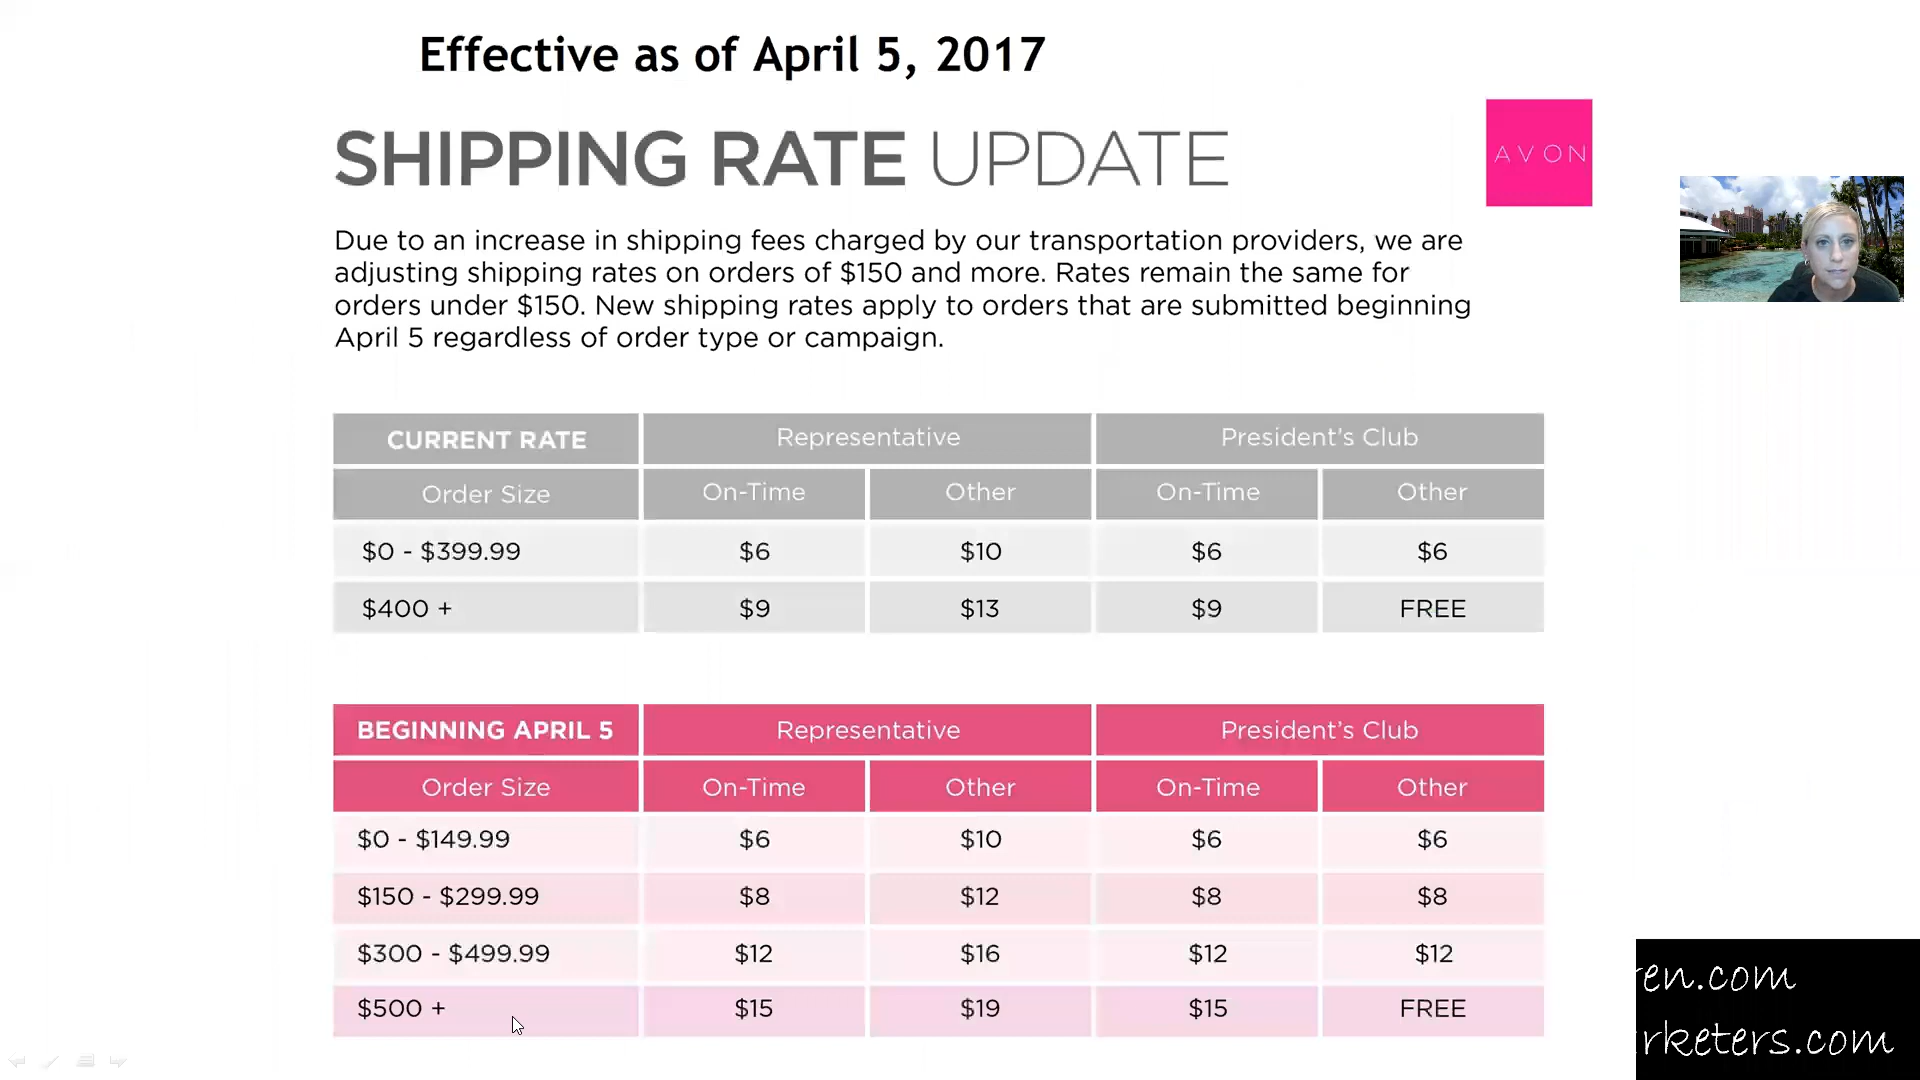 Effective as of April 5, 2017
SHIPPING RATE UPDATE
AVON
Due to an increase in shipping fees charged by our transportation providers, we are
adjusting shipping rates on orders of $150 and more. Rates remain the same for
orders under $150. New shipping rates apply to orders that are submitted beginning
April 5 regardless of order type or campaign.
CURRENT RATE Representative President's Club
Order Size On-Time Other On-Time Other
$0 - $399.99 $6 $10 $6 $6
$400 + $9 $13 $9 FREE
BEGINNING APRIL 5 Representative President's Club
Order Size On-Time Other On-Time Other
$0 - $149.99 $6 $10 $6 $6
$150 - $299.99 $8 $12 $8 $8
$300 - $499.99 $12 $16 $12 $12
$500 + $15 $19 $15 FREE
en.com
rketers.com